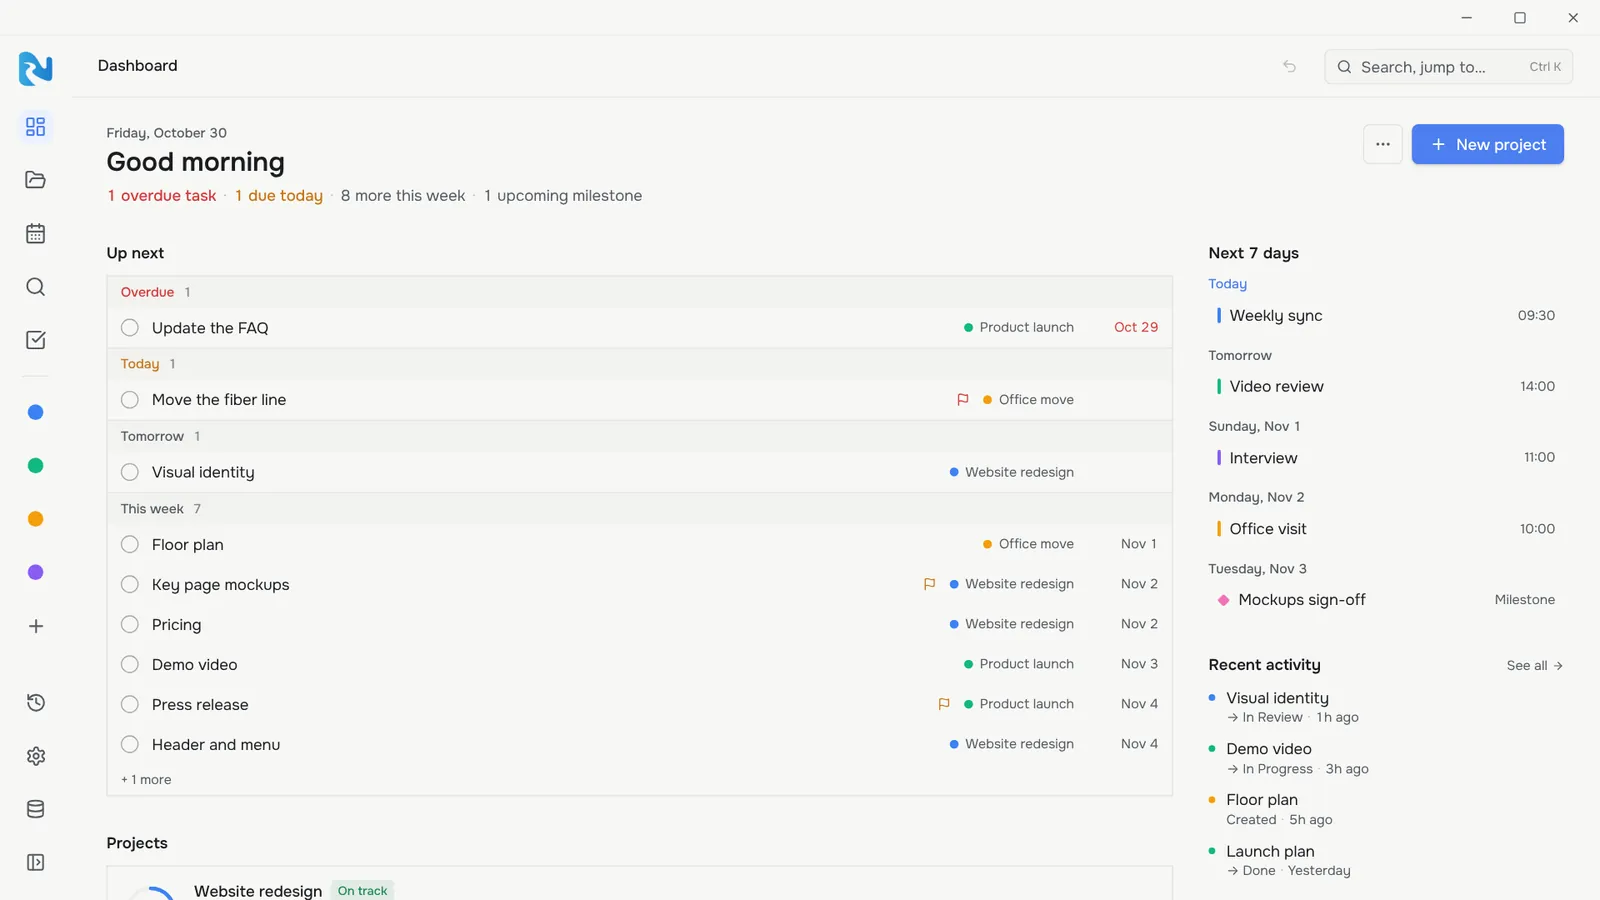 Dashboard
Search, jump to...
Ctrl K
Friday, October 30
Good morning
1 overdue task · 1 due today · 8 more this week · 1 upcoming milestone
New project
Up next
Overdue 1
Update the FAQ Product launch Oct 29
Today 1
Move the fiber line Office move
Tomorrow 1
Visual identity Website redesign
This week 7
Floor plan Office move Nov 1
Key page mockups Website redesign Nov 2
Pricing Website redesign Nov 2
Demo video Product launch Nov 3
Press release Product launch Nov 4
Header and menu Website redesign Nov 4
+ 1 more
Projects
Website redesign On track
Next 7 days
Today
Weekly sync 09:30
Tomorrow
Video review 14:00
Sunday, Nov 1
Interview 11:00
Monday, Nov 2
Office visit 10:00
Tuesday, Nov 3
Mockups sign-off Milestone
Recent activity See all →
Visual identity
→ In Review · 1h ago
Demo video
→ In Progress · 3h ago
Floor plan
Created · 5h ago
Launch plan
→ Done · Yesterday